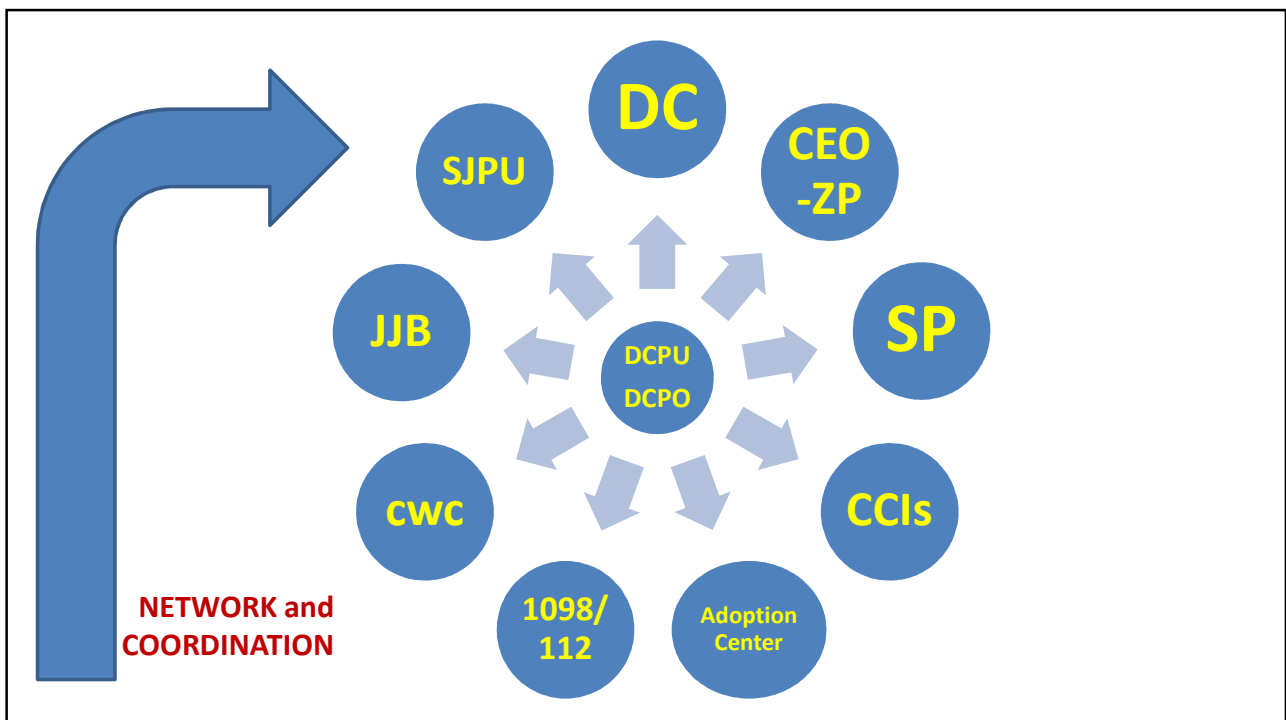 DC
CEO
-ZP
SP
CCIs
Adoption
Center
1098/
112
cwc
JJB
SJPU
DCPU
DCPO
NETWORK and
COORDINATION